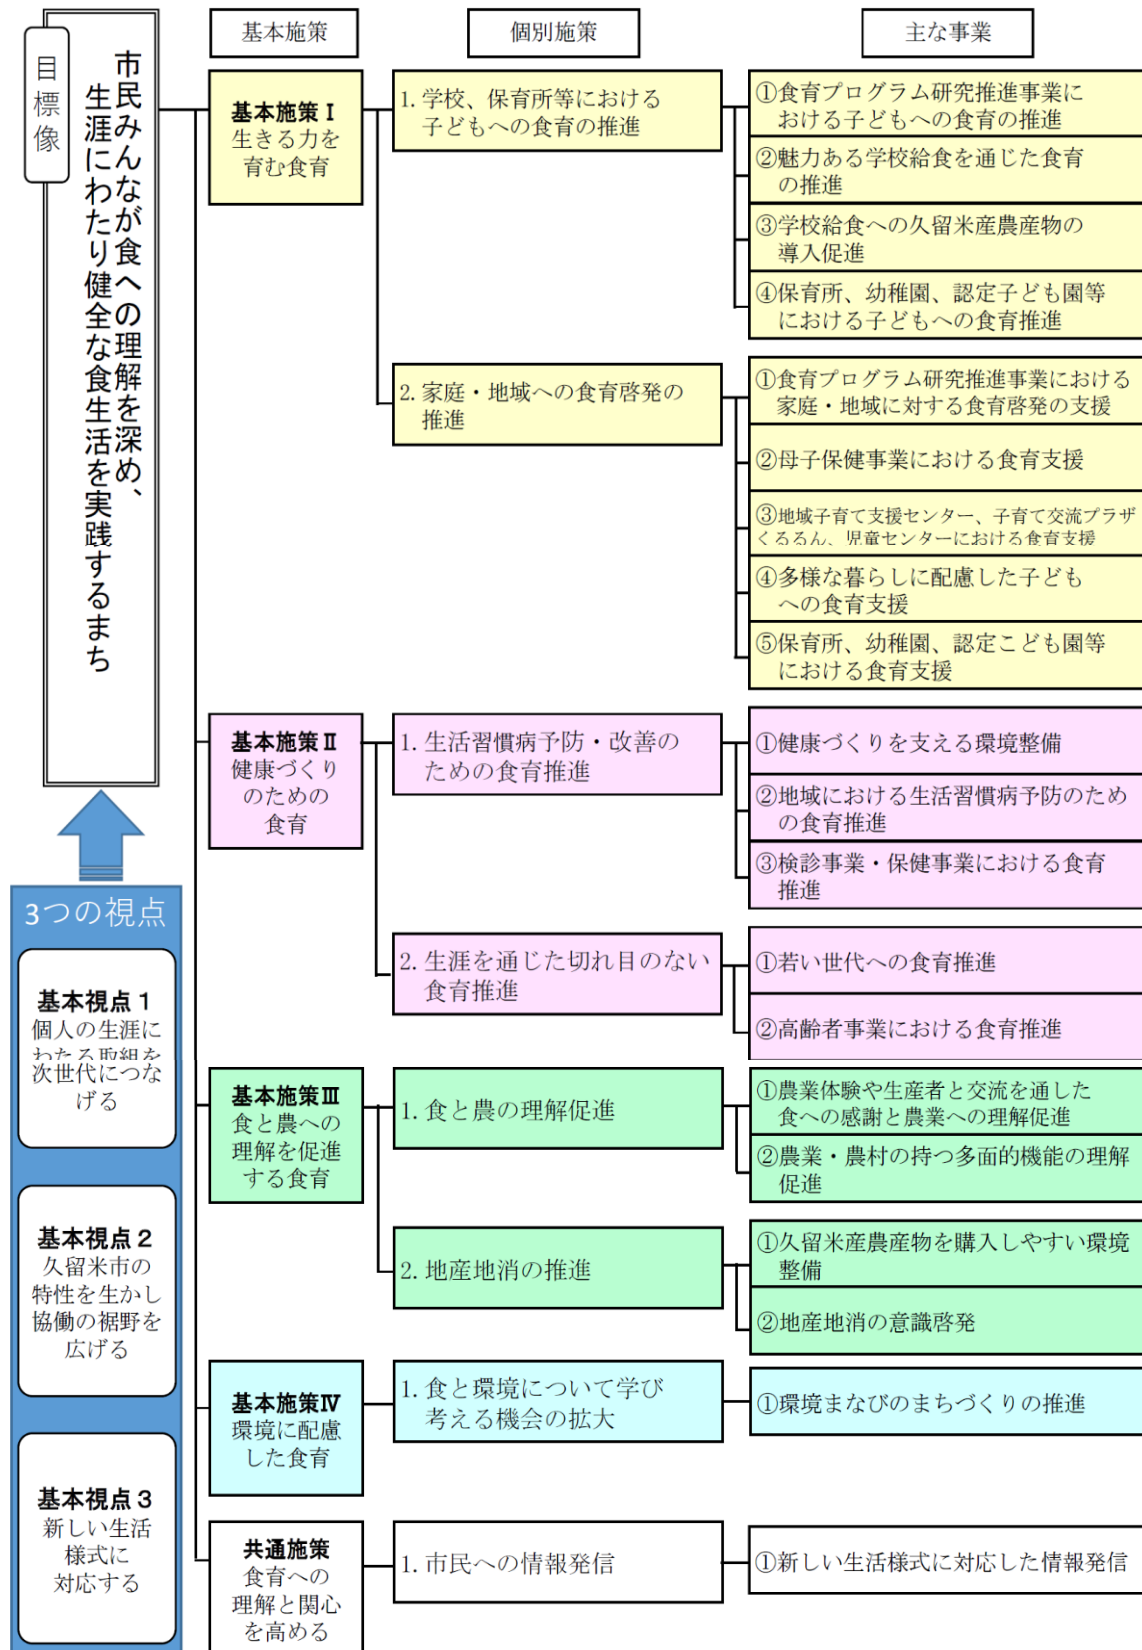 目標像
市民みんなが食への理解を深め、
生涯にわたり健全な食生活を実践するまち
3つの視点
基本視点1
個人の生涯に
わたる取組を
次世代につな
げる
基本視点2
久留米市の
特性を生かし
協働の裾野を
広げる
基本視点3
新しい生活
様式に
対応する
基本施策
個別施策
主な事業
基本施策Ⅰ
生きる力を
育む食育
1. 学校、保育所等における
子どもへの食育の推進
①食育プログラム研究推進事業に
おける子どもへの食育の推進
②魅力ある学校給食を通じた食育
の推進
③学校給食への久留米産農産物の
導入促進
④保育所、幼稚園、認定子ども園等
における子どもへの食育推進
2. 家庭・地域への食育啓発の
推進
①食育プログラム研究推進事業における
家庭・地域に対する食育啓発の支援
②母子保健事業における食育支援
③地域子育て支援センター、子育て交流プラザ
くるるん、児童センターにおける食育支援
④多様な暮らしに配慮した子ども
への食育支援
⑤保育所、幼稚園、認定こども園等
における食育支援
基本施策Ⅱ
健康づくり
のための
食育
1. 生活習慣病予防・改善の
ための食育推進
①健康づくりを支える環境整備
②地域における生活習慣病予防のため
の食育推進
③検診事業・保健事業における食育
推進
2. 生涯を通じた切れ目のない
食育推進
①若い世代への食育推進
②高齢者事業における食育推進
基本施策Ⅲ
食と農への
理解を促進
する食育
1. 食と農の理解促進
①農業体験や生産者と交流を通した
食への感謝と農業への理解促進
②農業・農村の持つ多面的機能の理解
促進
2. 地産地消の推進
①久留米産農産物を購入しやすい環境
整備
②地産地消の意識啓発
基本施策Ⅳ
環境に配慮
した食育
1. 食と環境について学び
考える機会の拡大
①環境まなびのまちづくりの推進
共通施策
食育への
理解と関心
を高める
1. 市民への情報発信
①新しい生活様式に対応した情報発信